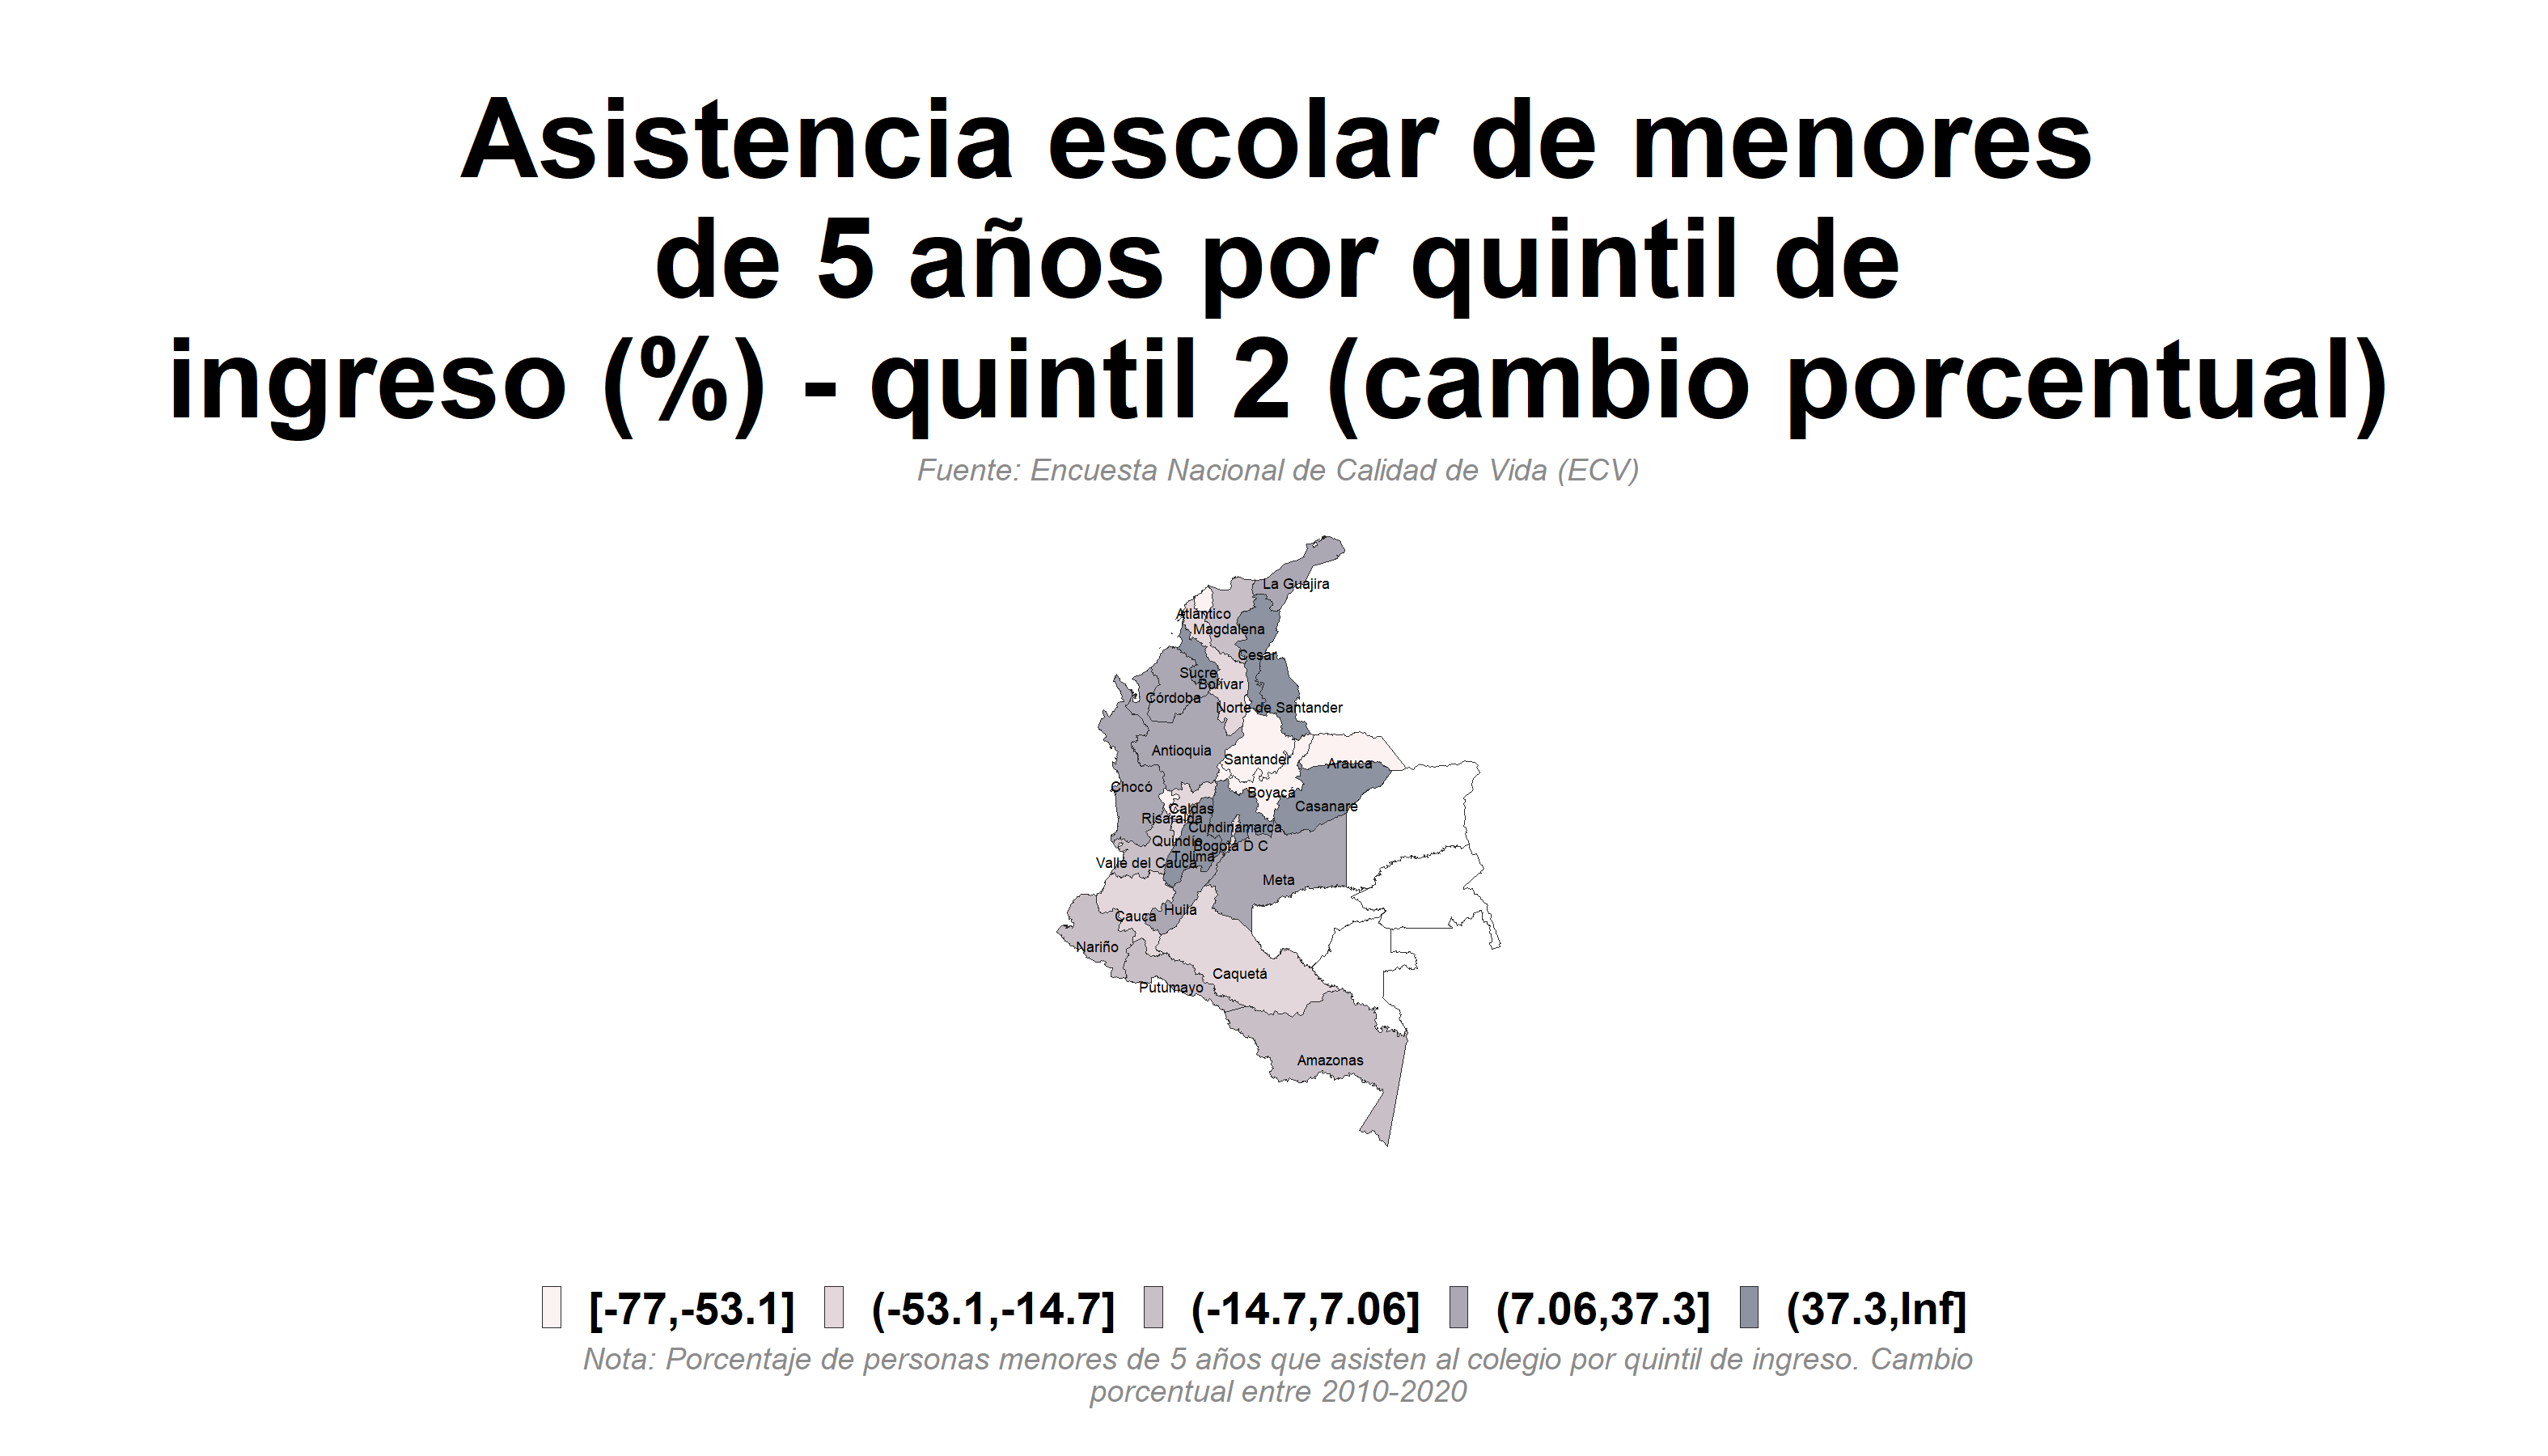 Asistencia escolar de menores
de 5 años por quintil de
ingreso (%) - quintil 2 (cambio porcentual)
Fuente: Encuesta Nacional de Calidad de Vida (ECV)
La Guajira
Atlántico
Magdalena
Cesar
Sucre
Bolívar
Córdoba
Norte de Santander
Antioquia
Santander
Arauca
Chocó
Boyacá
Caldas
Casanare
Risaralda
Cundinamarca
Quindío
Bogotá D C
Tolima
Valle del Cauca
Meta
Huila
Cauca
Nariño
Caquetá
Putumayo
Amazonas
[-77,-53.1] (-53.1,-14.7] (-14.7,7.06] (7.06,37.3] (37.3,Inf]
Nota: Porcentaje de personas menores de 5 años que asisten al colegio por quintil de ingreso. Cambio
porcentual entre 2010-2020